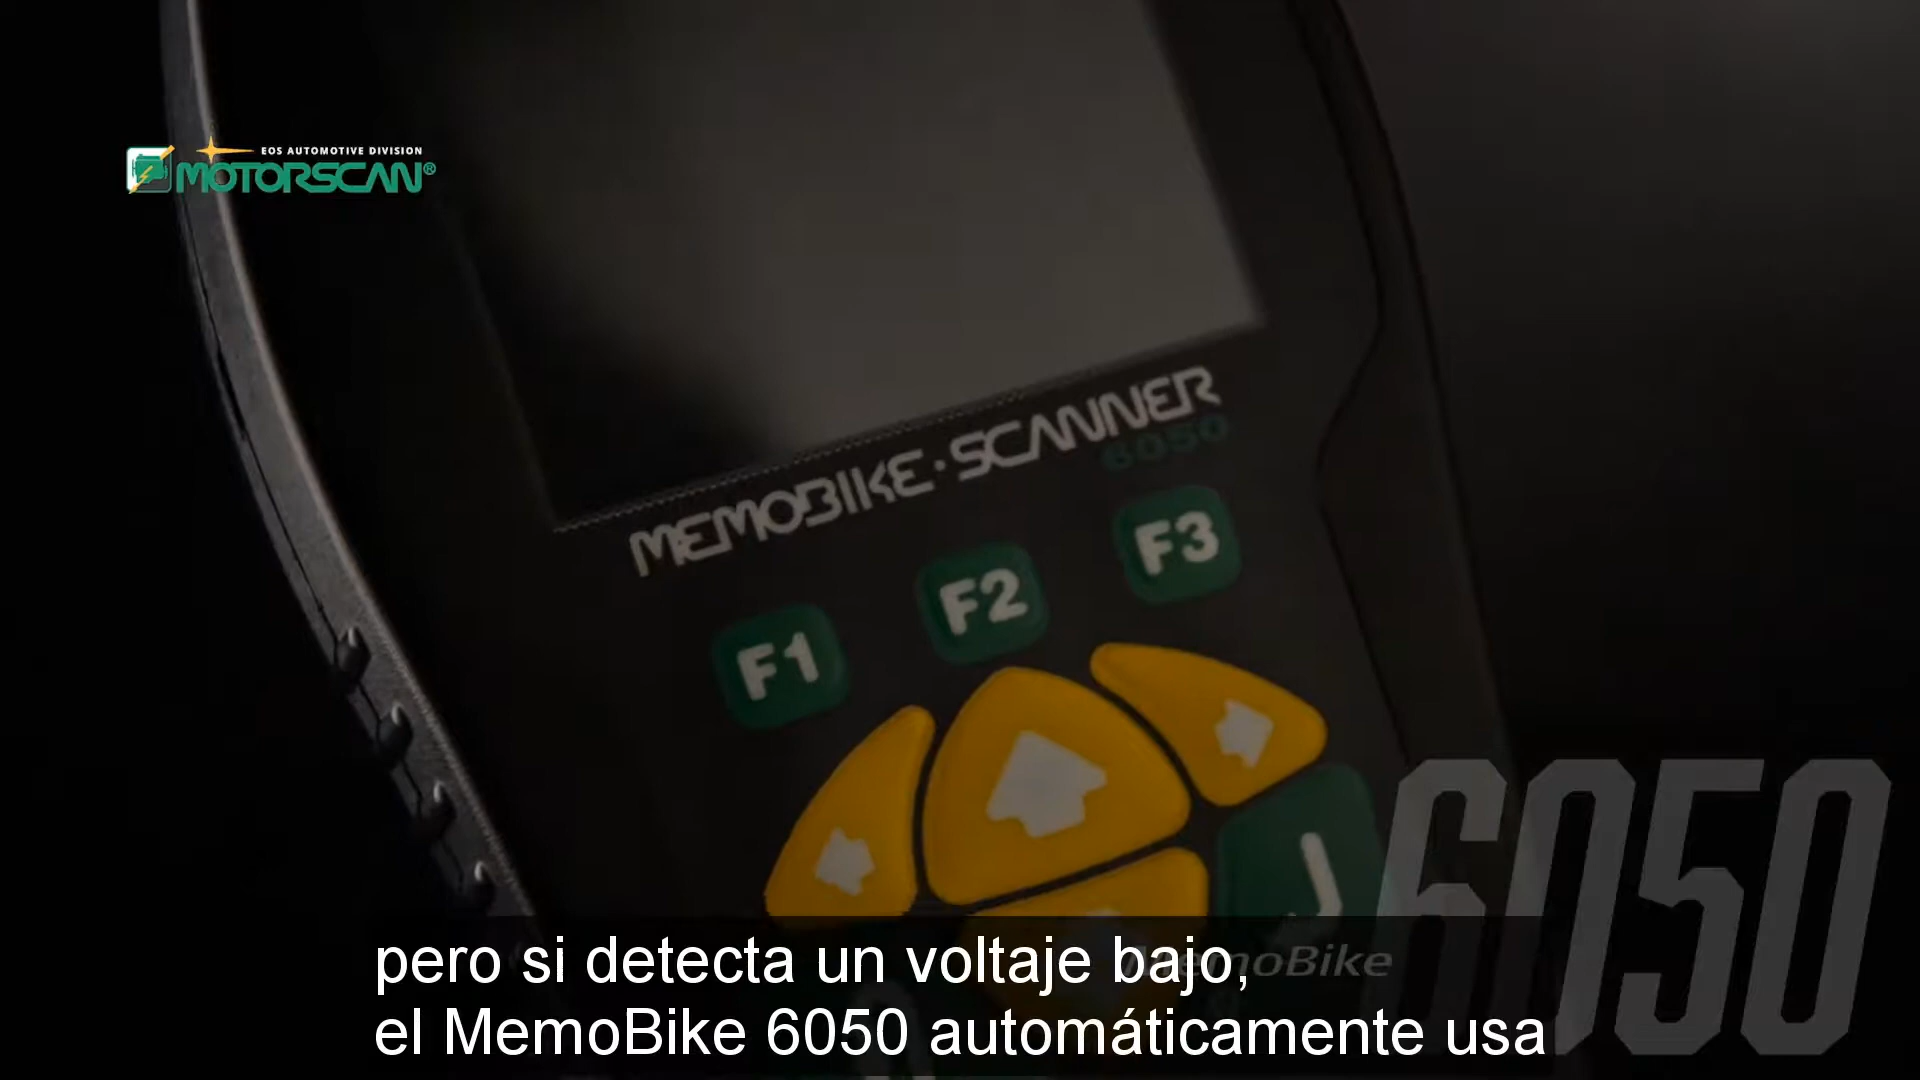 EOS AUTOMOTIVE DIVISION
MOTORSCAN®
MEMOBIKE·SCANNER
6050
F1
F2
F3
6050
MemoBike
pero si detecta un voltaje bajo,
el MemoBike 6050 automáticamente usa